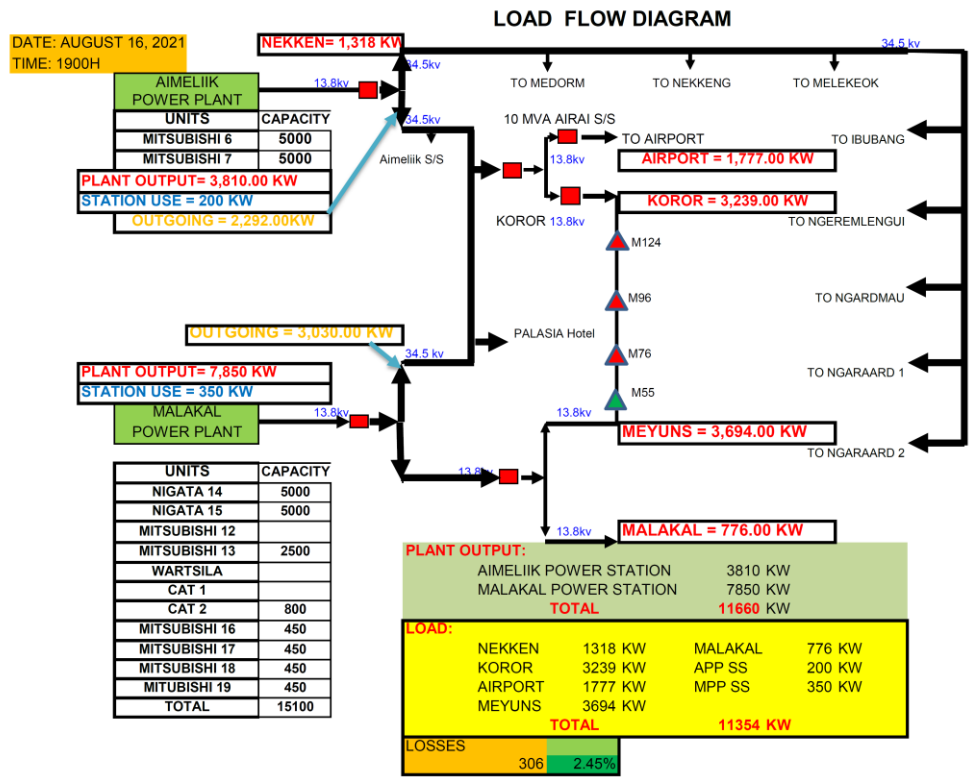 LOAD FLOW DIAGRAM
DATE: AUGUST 16, 2021
TIME: 1900H
NEKKEN= 1,318 KW
34.5kv
34.5 kv
AIMELIIK
POWER PLANT
13.8kv
UNITS CAPACITY
MITSUBISHI 6 5000
MITSUBISHI 7 5000
PLANT OUTPUT= 3,810.00 KW
STATION USE = 200 KW
OUTGOING = 2,292.00KW
34.5kv
Aimeliik S/S
TO MEDORM
TO NEKKENG
TO MELEKEOK
10 MVA AIRAI S/S
TO AIRPORT
13.8kv
AIRPORT = 1,777.00 KW
KOROR 13.8kv
KOROR = 3,239.00 KW
M124
M96
M76
M55
TO IBUBANG
TO NGEREMLENGUI
TO NGARDMAU
TO NGARAARD 1
TO NGARAARD 2
PALASIA Hotel
OUTGOING = 3,030.00 KW
34.5 kv
PLANT OUTPUT= 7,850 KW
STATION USE = 350 KW
MALAKAL
POWER PLANT
13.8kv
13.8kv
MEYUNS = 3,694.00 KW
13.8kv
13.8kv
MALAKAL = 776.00 KW
UNITS CAPACITY
NIGATA 14 5000
NIGATA 15 5000
MITSUBISHI 12
MITSUBISHI 13 2500
WARTSILA
CAT 1
CAT 2 800
MITSUBISHI 16 450
MITSUBISHI 17 450
MITSUBISHI 18 450
MITUBISHI 19 450
TOTAL 15100
PLANT OUTPUT:
AIMELIIK POWER STATION 3810 KW
MALAKAL POWER STATION 7850 KW
TOTAL 11660 KW
LOAD:
NEKKEN 1318 KW MALAKAL 776 KW
KOROR 3239 KW APP SS 200 KW
AIRPORT 1777 KW MPP SS 350 KW
MEYUNS 3694 KW
TOTAL 11354 KW
LOSSES
306 2.45%